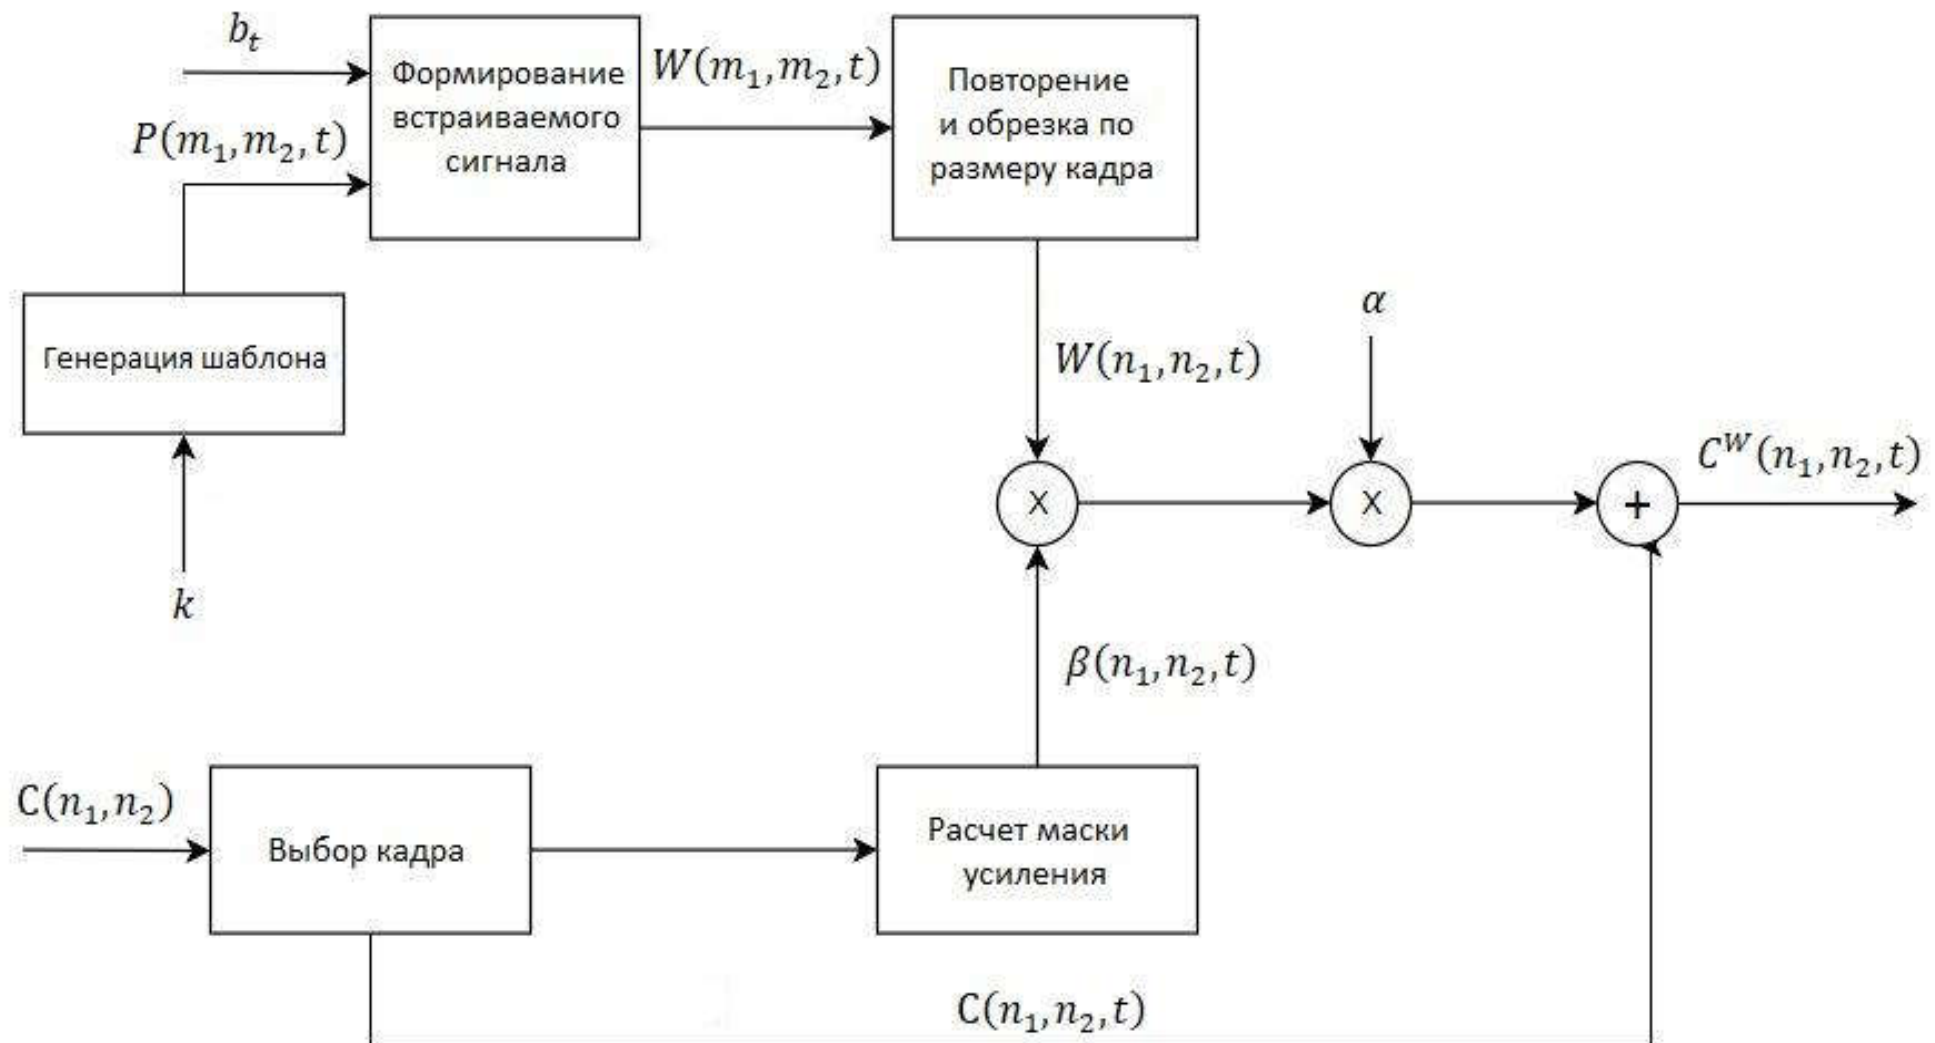 b_t
Формирование
встраиваемого
сигнала
P(m_1,m_2,t)
W(m_1,m_2,t)
Повторение
и обрезка по
размеру кадра
Генерация шаблона
k
W(n_1,n_2,t)
α
X
X
+
C^W(n_1,n_2,t)
β(n_1,n_2,t)
C(n_1,n_2)
Выбор кадра
Расчет маски
усиления
C(n_1,n_2,t)